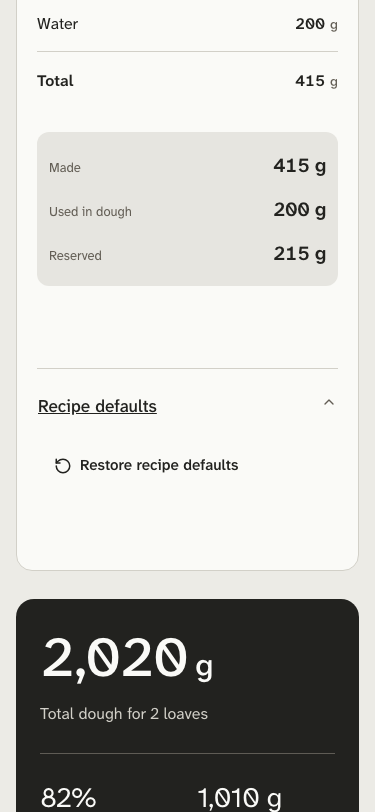 Water 200 g
Total 415 g
Made 415 g
Used in dough 200 g
Reserved 215 g
Recipe defaults
Restore recipe defaults
2,020 g
Total dough for 2 loaves
82% 1,010 g